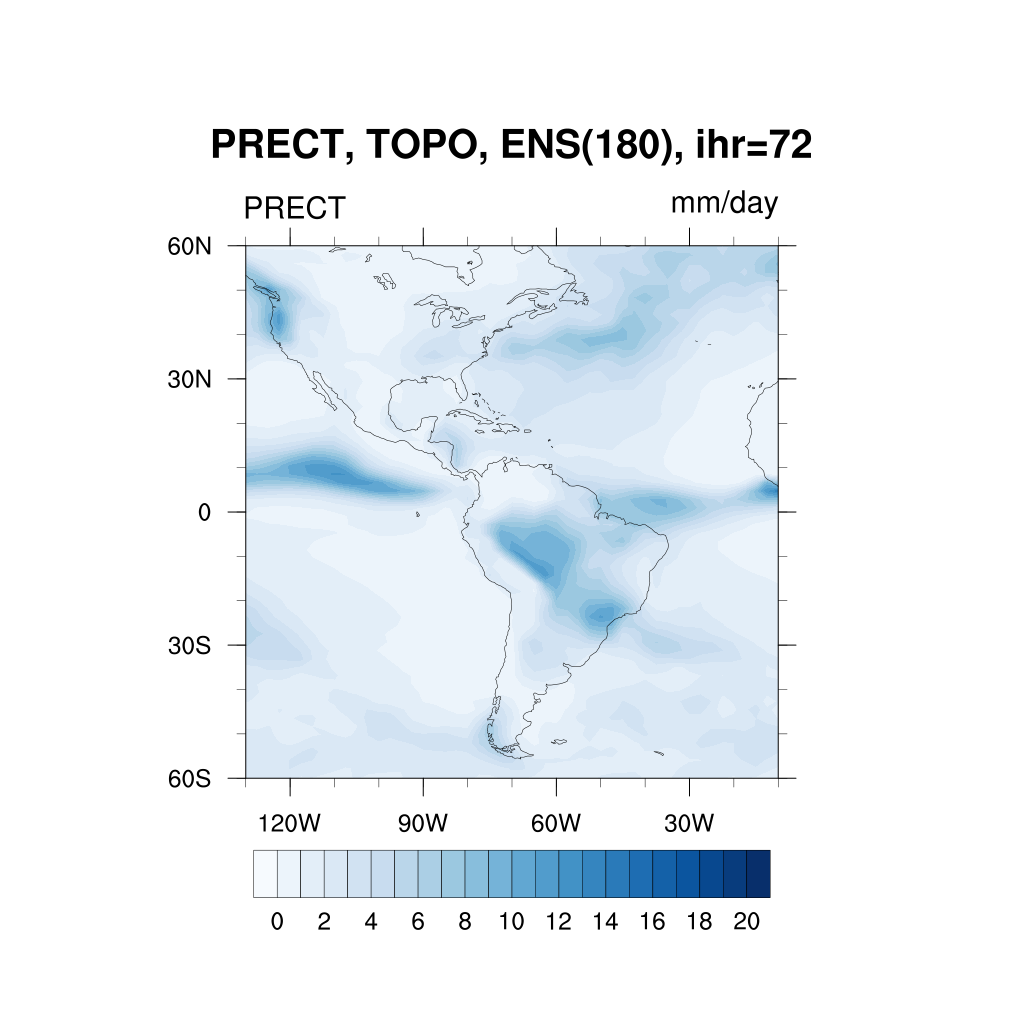 PRECT, TOPO, ENS(180), ihr=72
PRECT mm/day
60N
30N
0
30S
60S
120W 90W 60W 30W
0 2 4 6 8 10 12 14 16 18 20